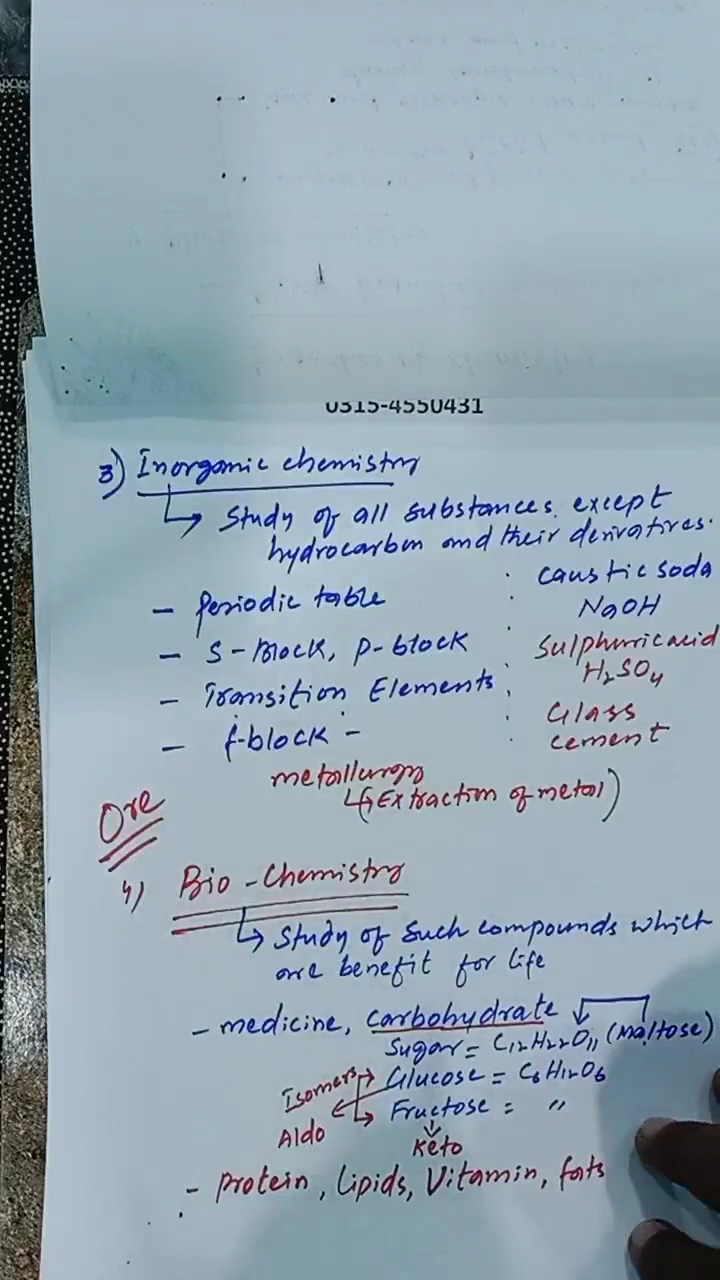 0315-4550431
3) Inorganic chemistry
↳ Study of all substances except
hydrocarbon and their derivatives.
- Periodic table : caustic soda
NaOH
- S-block, P-block : Sulphuric acid
H₂SO₄
- Transition Elements : Glass
- f-block - : cement
metallurgy
↳ (Extraction of metal)
Ore
4) Bio-Chemistry
↳ Study of such compounds which
are benefit for life
- medicine, carbohydrate
Sugar = C₁₂H₂₂O₁₁ (Maltose)
Isomers → Glucose = C₆H₁₂O₆
Aldo ↳ Fructose = "
Keto
- Protein, Lipids, Vitamin, fats